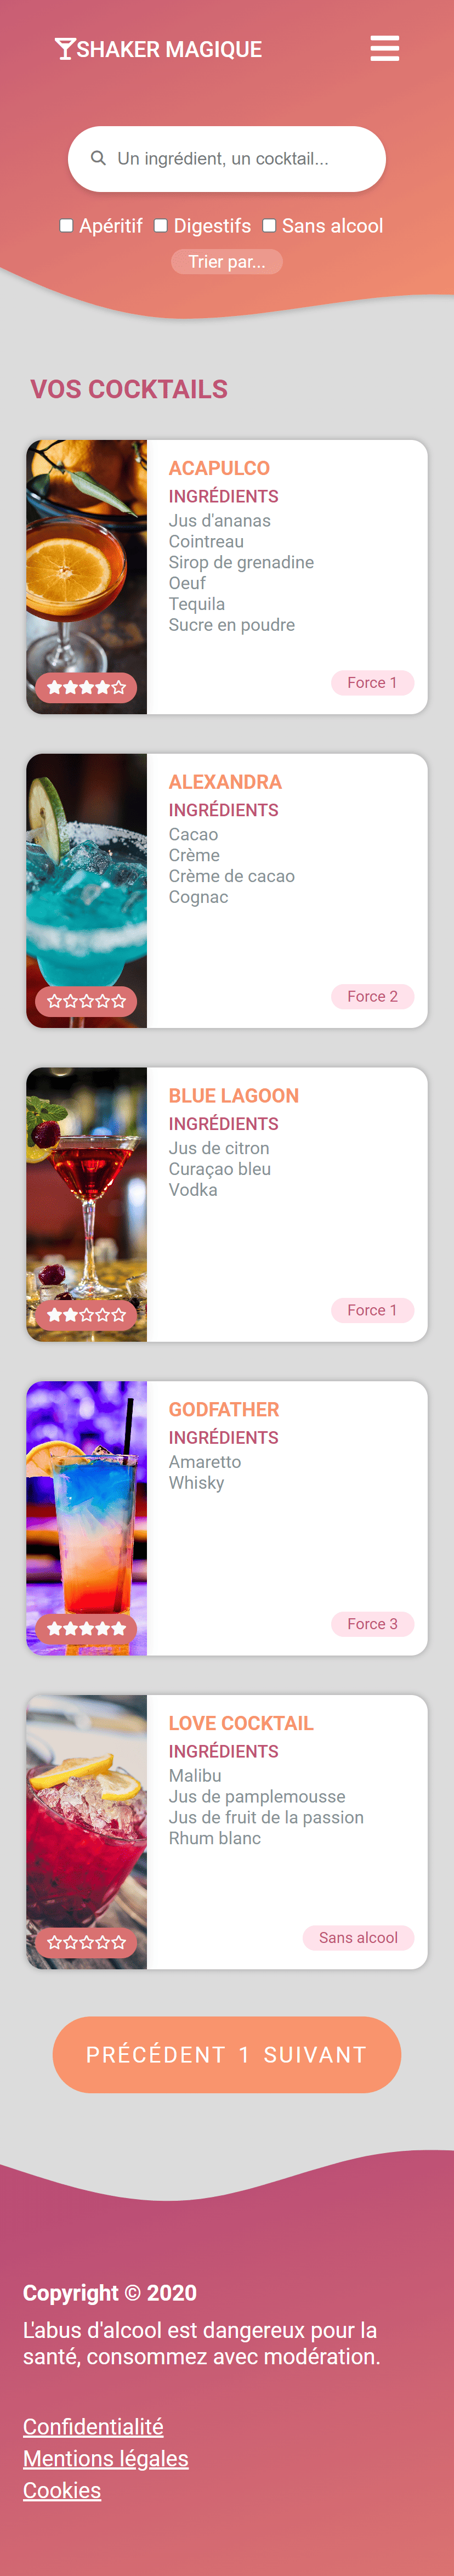 SHAKER MAGIQUE
Un ingrédient, un cocktail...
Apéritif Digestifs Sans alcool
Trier par...
VOS COCKTAILS
ACAPULCO
INGRÉDIENTS
Jus d'ananas
Cointreau
Sirop de grenadine
Oeuf
Tequila
Sucre en poudre
Force 1
ALEXANDRA
INGRÉDIENTS
Cacao
Crème
Crème de cacao
Cognac
Force 2
BLUE LAGOON
INGRÉDIENTS
Jus de citron
Curaçao bleu
Vodka
Force 1
GODFATHER
INGRÉDIENTS
Amaretto
Whisky
Force 3
LOVE COCKTAIL
INGRÉDIENTS
Malibu
Jus de pamplemousse
Jus de fruit de la passion
Rhum blanc
Sans alcool
PRÉCÉDENT 1 SUIVANT
Copyright © 2020
L'abus d'alcool est dangereux pour la
santé, consommez avec modération.
Confidentialité
Mentions légales
Cookies